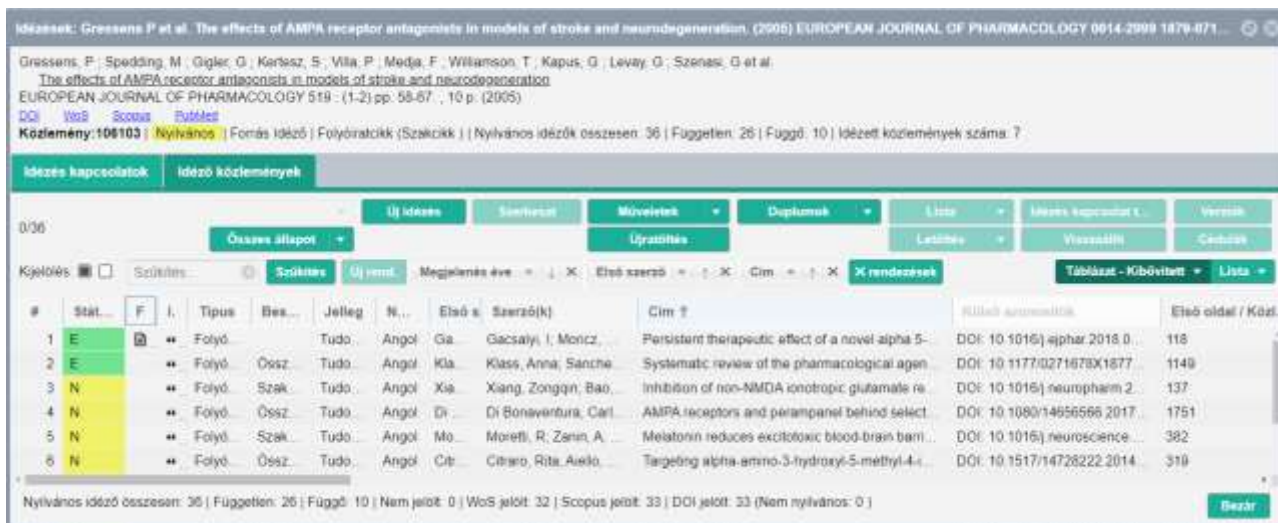 Idézések: Gressens P et al. The effects of AMPA receptor antagonists in models of stroke and neurodegeneration. (2005) EUROPEAN JOURNAL OF PHARMACOLOGY 0014-2999 1879-071...
Gressens, P ; Spedding, M ; Gigler, G ; Kertesz, S ; Villa, P ; Medja, F ; Williamson, T ; Kapus, G ; Levay, G ; Szenasi, G et al.
The effects of AMPA receptor antagonists in models of stroke and neurodegeneration
EUROPEAN JOURNAL OF PHARMACOLOGY 519 : (1-2) pp. 58-67. , 10 p. (2005)
DOI WoS Scopus PubMed
Közlemény:106103 | Nyilvános | Forrás Idéző | Folyóiratcikk (Szakcikk ) | Nyilvános idézők összesen: 36 | Független: 26 | Függő: 10 | Idézett közlemények száma: 7
Idézés kapcsolatok Idéző közlemények
Új idézés Szerkeszt Műveletek Duplumok Lista Idézés kapcsolat t...
0/36
Összes állapot Újratöltés Letöltés Visszaállít Cédulák
Kijelölés Szűkítés Szűkítés Új rend. Megjelenés éve ↓ X Első szerző ↑ X Cím ↑ X X rendezések Táblázat - Kibővített Lista
# Stát... F I. Típus Bes... Jelleg N... Első s Szerző(k) Cím ↑ Külső azonosítók Első oldal / Közl
1 E Folyó... Tudo... Angol Ga... Gacsalyi, I; Moricz, ... Persistent therapeutic effect of a novel alpha 5-... DOI: 10.1016/j.ejphar.2018.0... 118
2 E Folyó... Össz... Tudo... Angol Kla... Klass, Anna; Sanche... Systematic review of the pharmacological agen... DOI: 10.1177/0271678X1877... 1149
3 N Folyó... Szak... Tudo... Angol Xia... Xiang, Zongqin; Bao,... Inhibition of non-NMDA ionotropic glutamate re... DOI: 10.1016/j.neuropharm.2... 137
4 N Folyó... Össz... Tudo... Angol Di ... Di Bonaventura, Carl... AMPA receptors and perampanel behind select... DOI: 10.1080/14656566.2017... 1751
5 N Folyó... Szak... Tudo... Angol Mo... Moretti, R; Zanin, A; ... Melatonin reduces excitotoxic blood-brain barri... DOI: 10.1016/j.neuroscience... 382
6 N Folyó... Össz... Tudo... Angol Citr... Citraro, Rita; Aiello, ... Targeting alpha-amino-3-hydroxyl-5-methyl-4-i... DOI: 10.1517/14728222.2014... 319
Nyilvános idéző összesen: 36 | Független: 26 | Függő: 10 | Nem jelölt: 0 | WoS jelölt: 32 | Scopus jelölt: 33 | DOI jelölt: 33 (Nem nyilvános: 0 )
Bezár